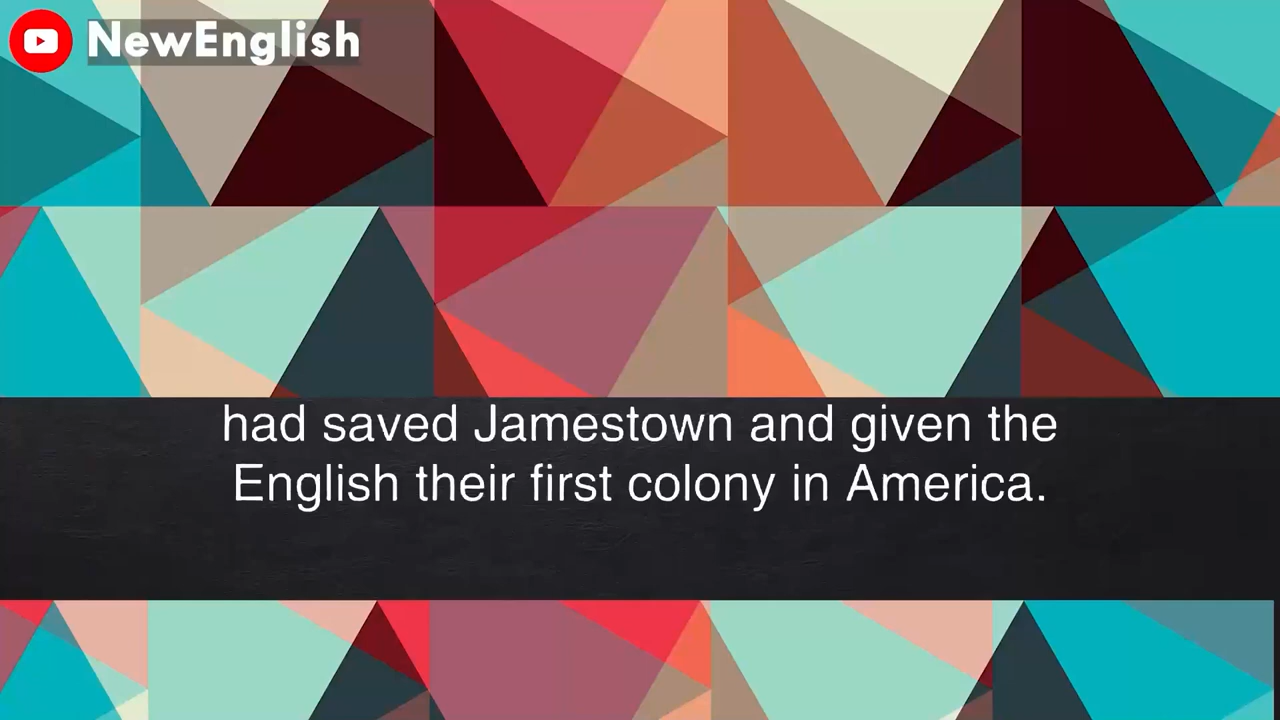 NewEnglish
had saved Jamestown and given the
English their first colony in America.